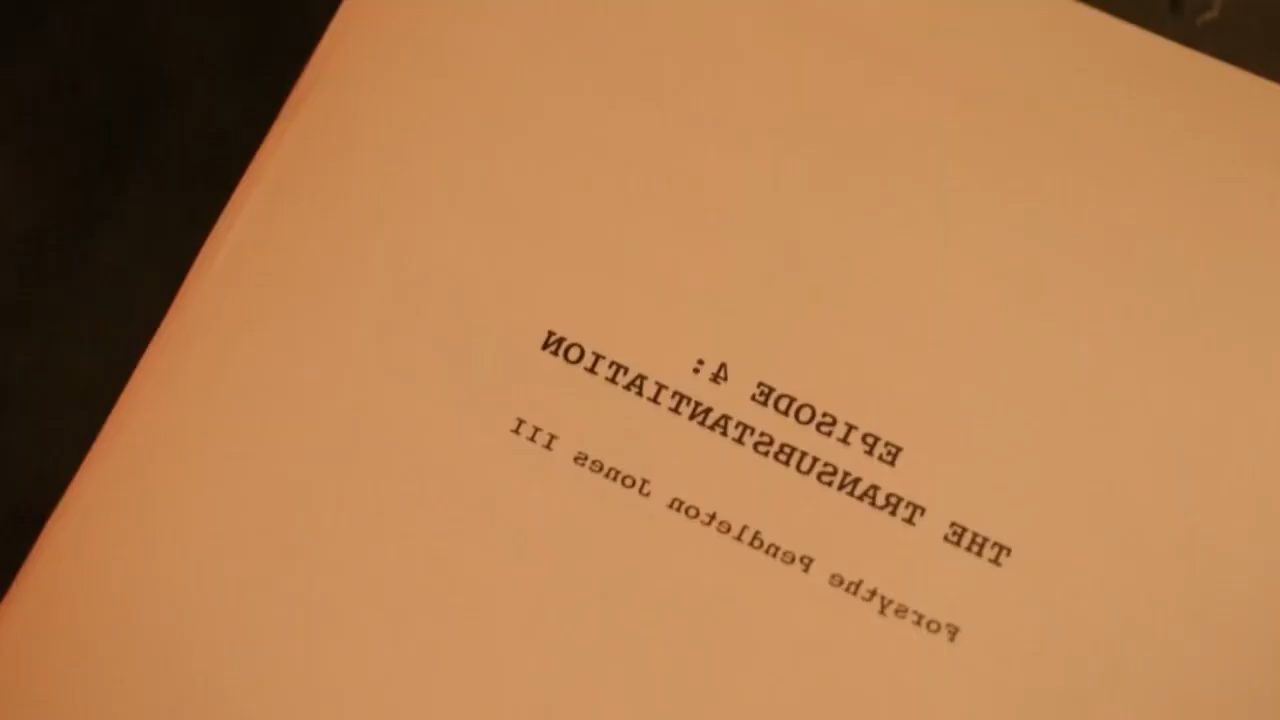 EPISODE 4:
THE TRANSUBSTANTIATION
Forsythe Pendleton Jones III